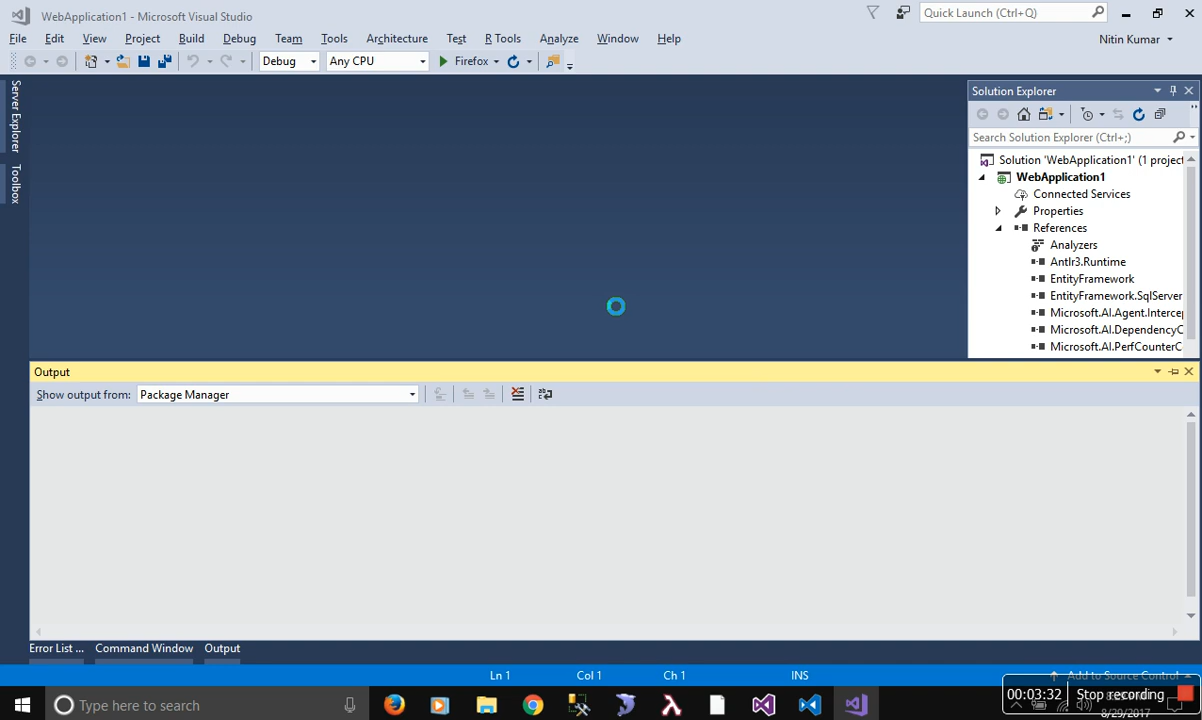 WebApplication1 - Microsoft Visual Studio
Quick Launch (Ctrl+Q)
File Edit View Project Build Debug Team Tools Architecture Test R Tools Analyze Window Help
Nitin Kumar
Debug Any CPU Firefox
Server Explorer
Toolbox
Solution Explorer
Search Solution Explorer (Ctrl+;)
Solution 'WebApplication1' (1 project
WebApplication1
Connected Services
Properties
References
Analyzers
Antlr3.Runtime
EntityFramework
EntityFramework.SqlServer
Microsoft.AI.Agent.Intercep
Microsoft.AI.DependencyC
Microsoft.AI.PerfCounterC
Output
Show output from: Package Manager
Error List ... Command Window Output
Ln 1 Col 1 Ch 1 INS Add to Source Control
Type here to search
00:03:32 Stop recording
8/29/2017